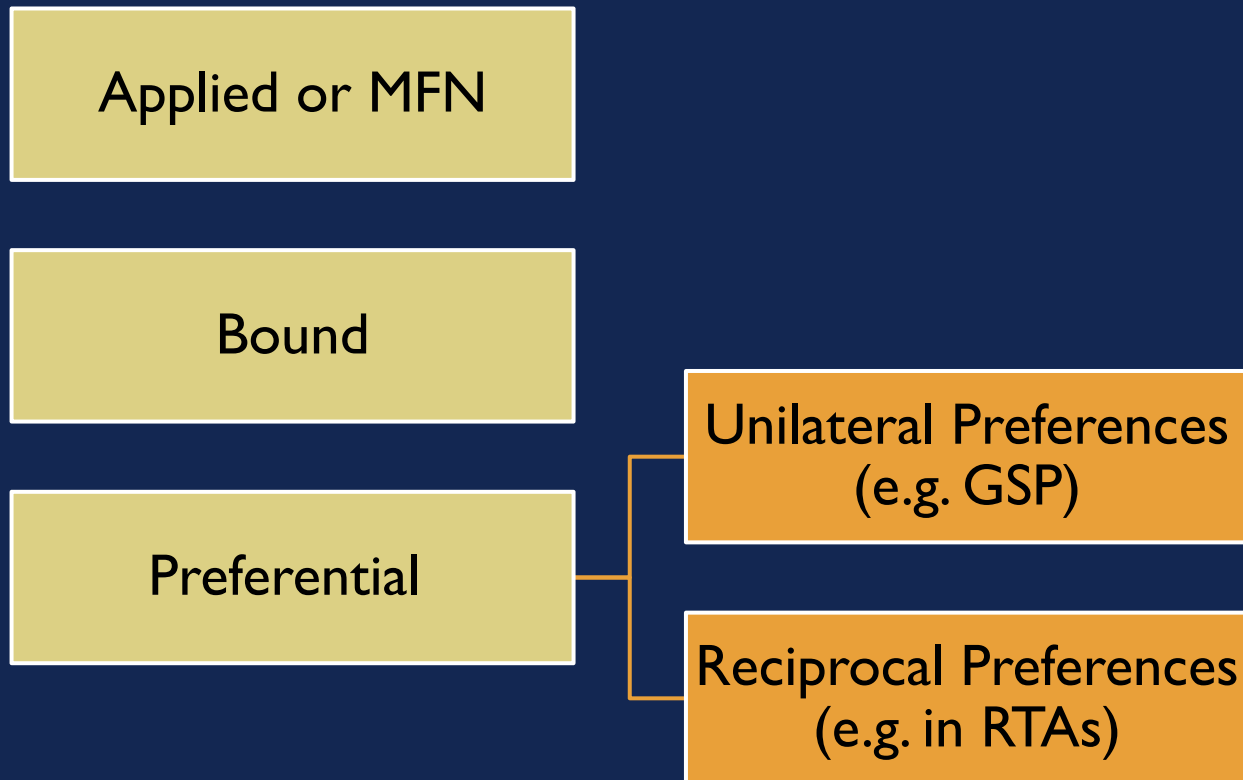 Applied or MFN
Bound
Preferential
Unilateral Preferences
(e.g. GSP)
Reciprocal Preferences
(e.g. in RTAs)